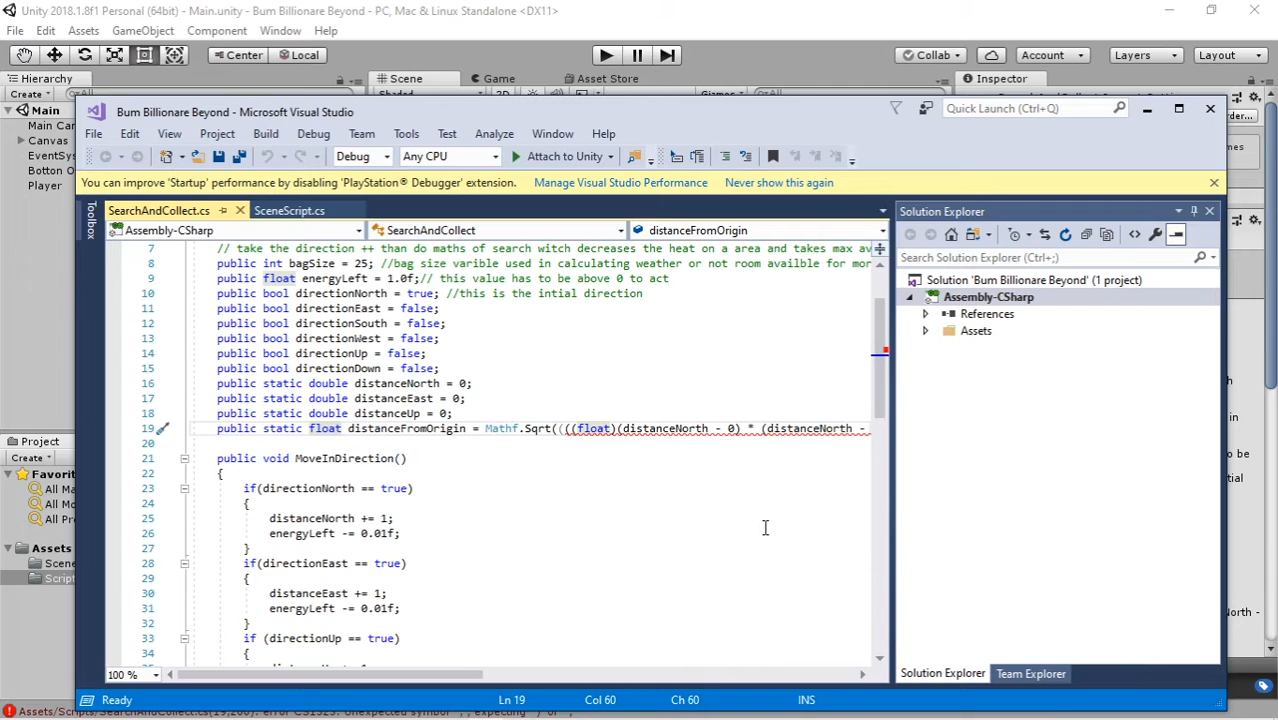 Unity 2018.1.8f1 Personal (64bit) - Main.unity - Bum Billionare Beyond - PC, Mac & Linux Standalone <DX11>
File Edit Assets GameObject Component Window Help
Center Local Collab Account Layers Layout
Hierarchy Scene Game Asset Store Inspector
Create Shaded 2D Gizmos All
Main
Main Ca
Canvas
EventSys
Botton O
Player
Project
Create
Favorit
All Ma
All Mo
All Pre
Assets
Scene
Script
Bum Billionare Beyond - Microsoft Visual Studio Quick Launch (Ctrl+Q)
File Edit View Project Build Debug Team Tools Test Analyze Window Help
Debug Any CPU Attach to Unity
You can improve 'Startup' performance by disabling 'PlayStation® Debugger' extension. Manage Visual Studio Performance Never show this again
Toolbox
SearchAndCollect.cs SceneScript.cs
Assembly-CSharp SearchAndCollect distanceFromOrigin
7 // take the direction ++ than do maths of search witch decreases the heat on a area and takes max av
8 public int bagSize = 25; //bag size varible used in calculating weather or not room availble for mor
9 public float energyLeft = 1.0f;// this value has to be above 0 to act
10 public bool directionNorth = true; //this is the intial direction
11 public bool directionEast = false;
12 public bool directionSouth = false;
13 public bool directionWest = false;
14 public bool directionUp = false;
15 public bool directionDown = false;
16 public static double distanceNorth = 0;
17 public static double distanceEast = 0;
18 public static double distanceUp = 0;
19 public static float distanceFromOrigin = Mathf.Sqrt((((float)(distanceNorth - 0) * (distanceNorth -
20
21 public void MoveInDirection()
22 {
23 if(directionNorth == true)
24 {
25 distanceNorth += 1;
26 energyLeft -= 0.01f;
27 }
28 if(directionEast == true)
29 {
30 distanceEast += 1;
31 energyLeft -= 0.01f;
32 }
33 if (directionUp == true)
34 {
100 %
Solution Explorer
Search Solution Explorer (Ctrl+;)
Solution 'Bum Billionare Beyond' (1 project)
Assembly-CSharp
References
Assets
Solution Explorer Team Explorer
Ready Ln 19 Col 60 Ch 60 INS